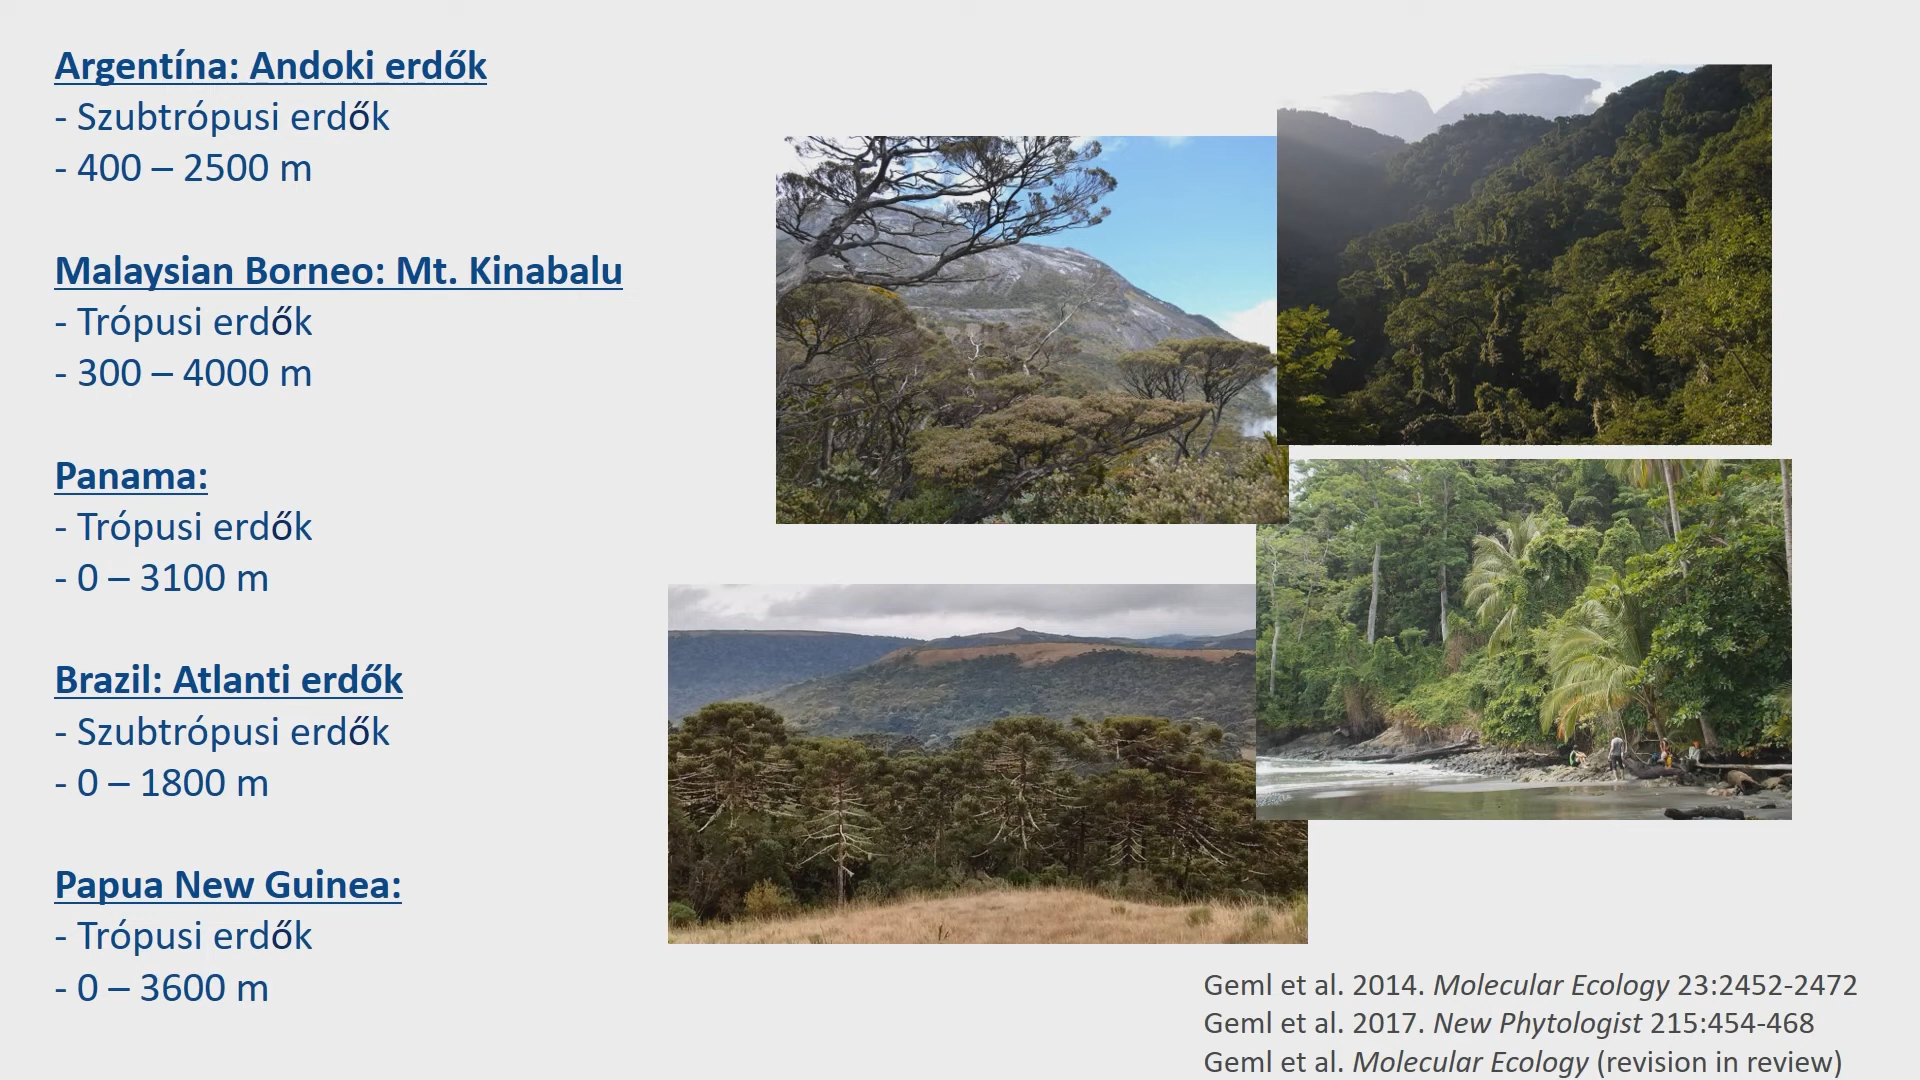 Argentína: Andoki erdők
- Szubtrópusi erdők
- 400 – 2500 m
Malaysian Borneo: Mt. Kinabalu
- Trópusi erdők
- 300 – 4000 m
Panama:
- Trópusi erdők
- 0 – 3100 m
Brazil: Atlanti erdők
- Szubtrópusi erdők
- 0 – 1800 m
Papua New Guinea:
- Trópusi erdők
- 0 – 3600 m
Geml et al. 2014. Molecular Ecology 23:2452-2472
Geml et al. 2017. New Phytologist 215:454-468
Geml et al. Molecular Ecology (revision in review)